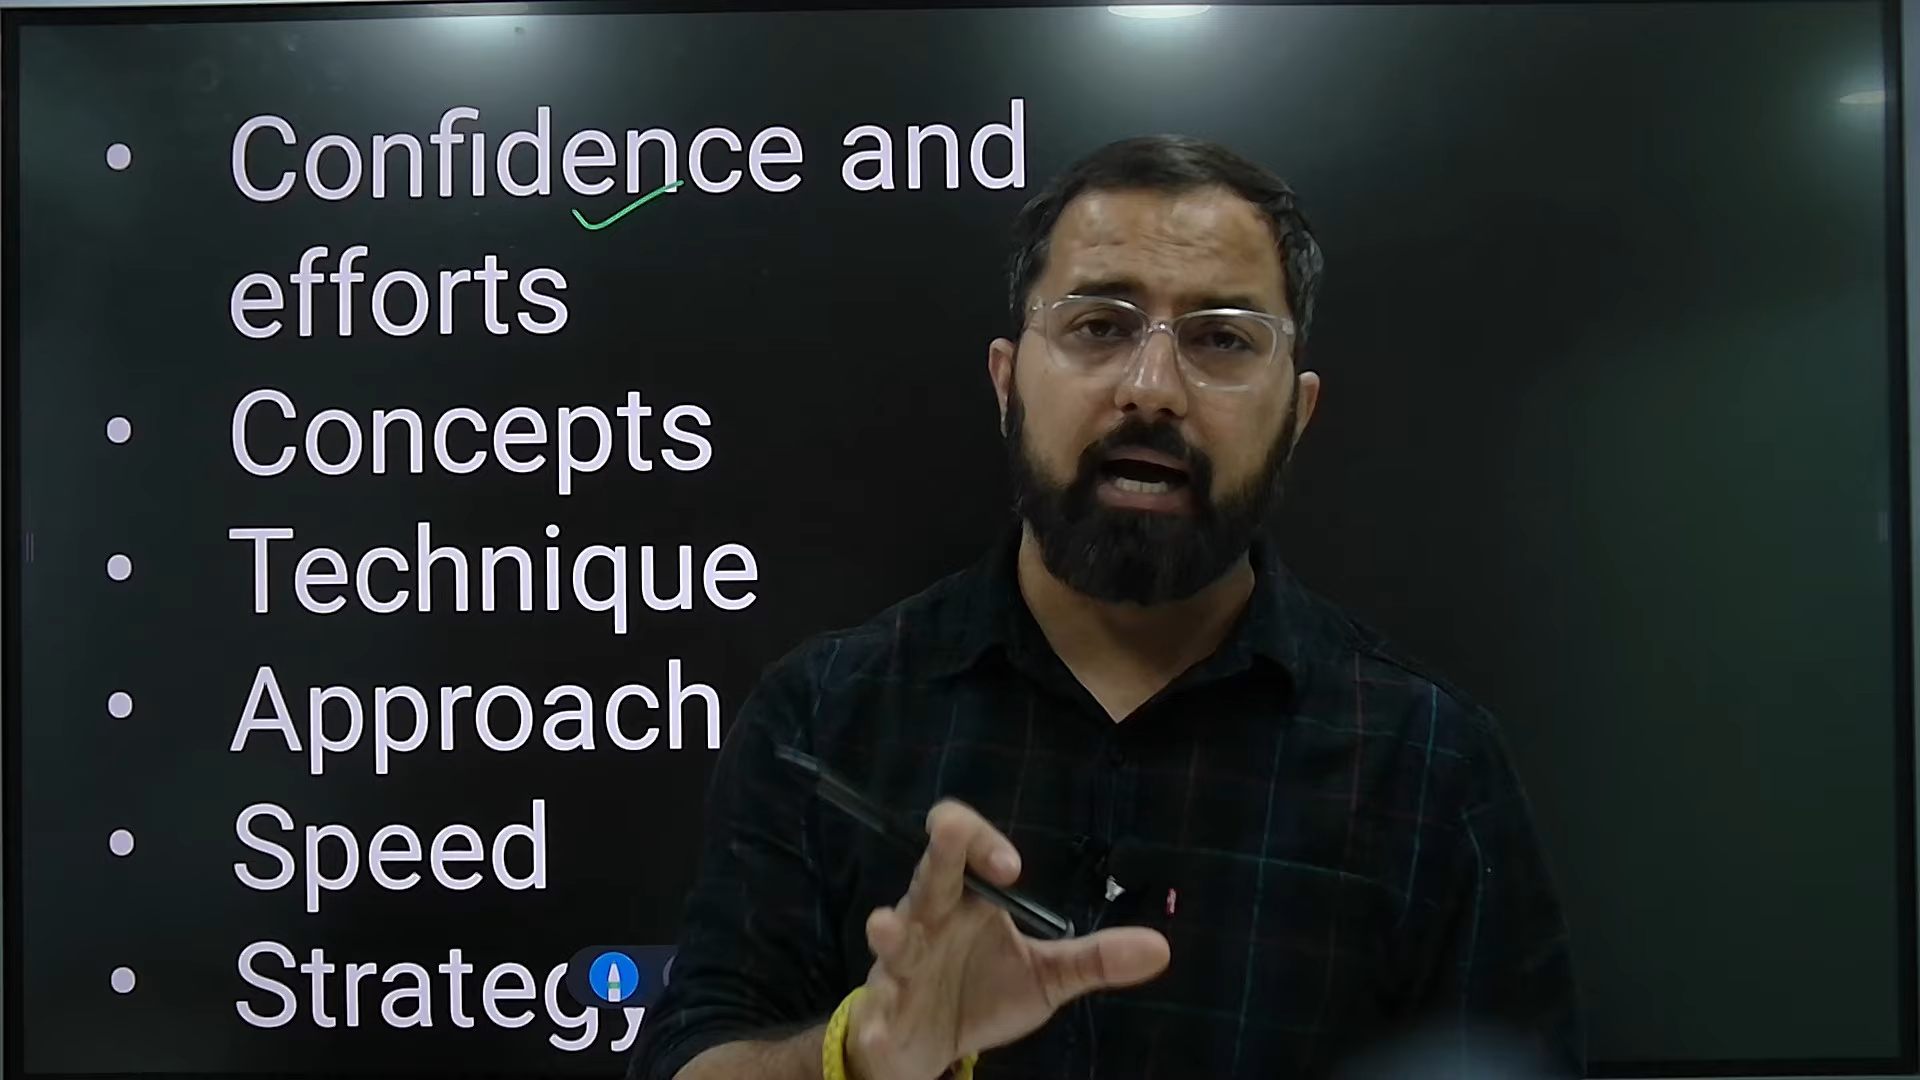 • Confidence and
efforts
• Concepts
• Technique
• Approach
• Speed
• Strategy